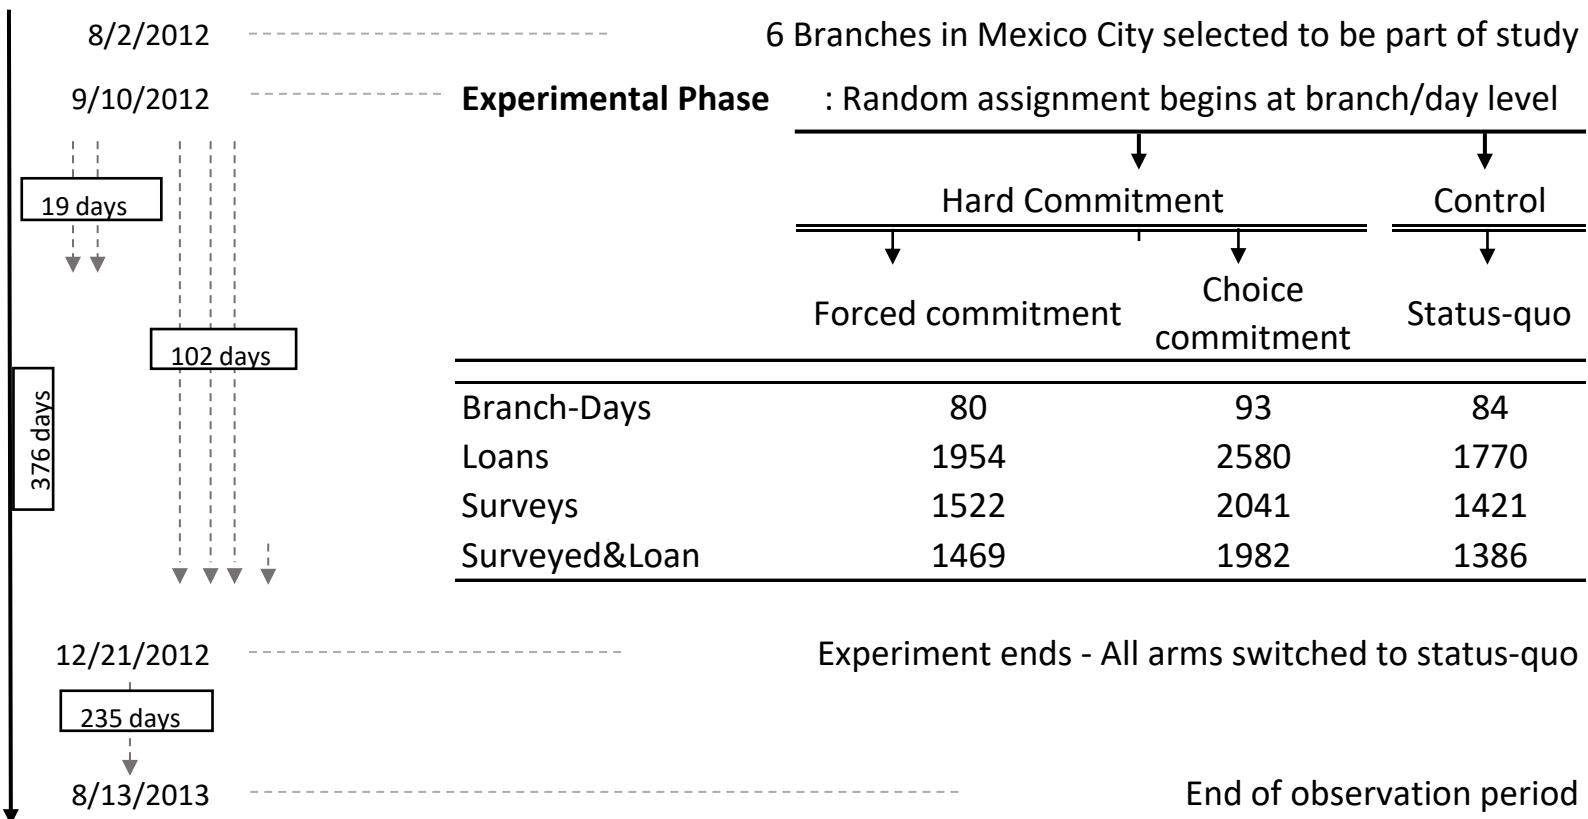 8/2/2012 6 Branches in Mexico City selected to be part of study
9/10/2012 Experimental Phase : Random assignment begins at branch/day level
19 days
Hard Commitment Control
Forced commitment Choice commitment Status-quo
102 days
376 days
Branch-Days 80 93 84
Loans 1954 2580 1770
Surveys 1522 2041 1421
Surveyed&Loan 1469 1982 1386
12/21/2012 Experiment ends - All arms switched to status-quo
235 days
8/13/2013 End of observation period